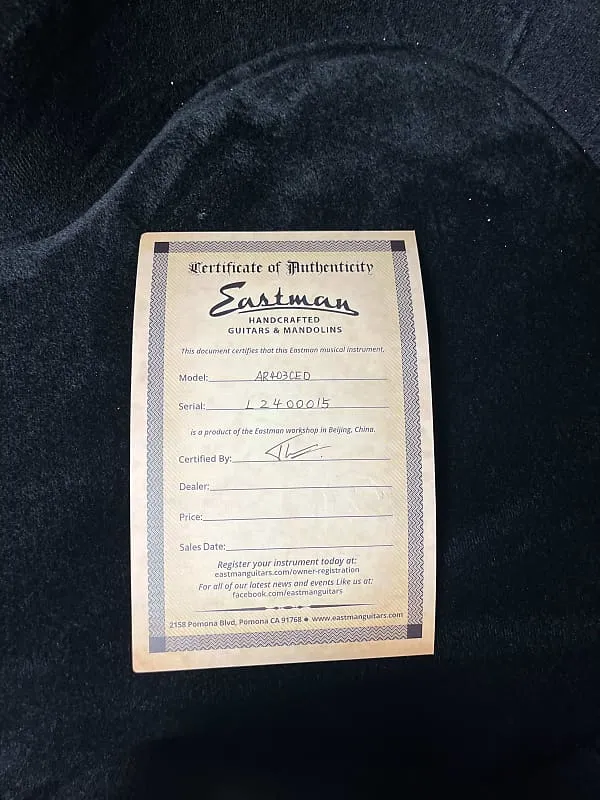 Certificate of Authenticity
Eastman
HANDCRAFTED
GUITARS & MANDOLINS
This document certifies that this Eastman musical instrument,
Model: AR403CED
Serial: L2400015
is a product of the Eastman workshop in Beijing, China.
Certified By:
Dealer:
Price:
Sales Date:
Register your instrument today at:
eastmanguitars.com/owner-registration
For all of our latest news and events Like us at:
facebook.com/eastmanguitars
2158 Pomona Blvd, Pomona CA 91768 ● www.eastmanguitars.com